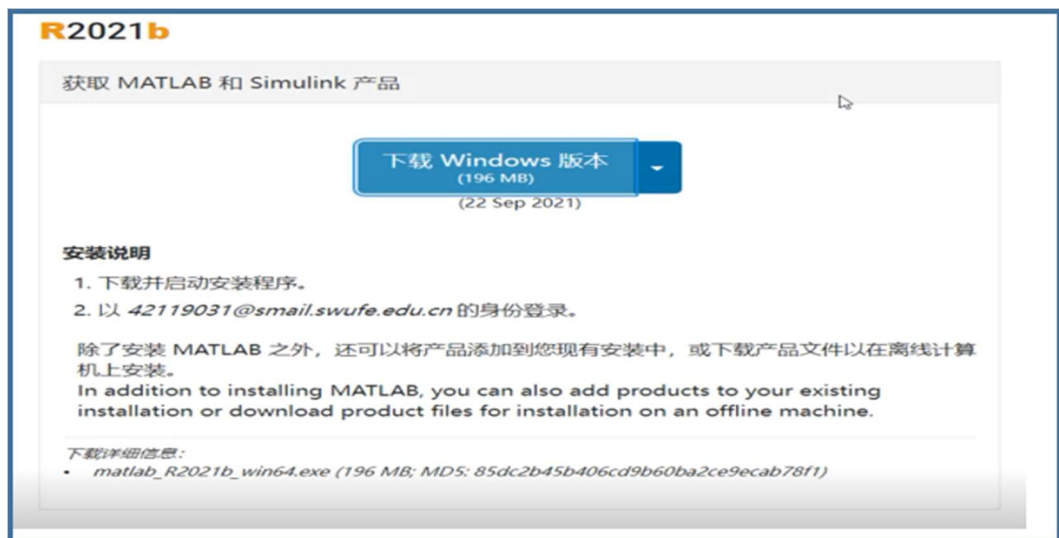 R2021b
获取 MATLAB 和 Simulink 产品
下载 Windows 版本
(196 MB)
(22 Sep 2021)
安装说明
1. 下载并启动安装程序。
2. 以 42119031@smail.swufe.edu.cn 的身份登录。
除了安装 MATLAB 之外，还可以将产品添加到您现有安装中，或下载产品文件以在离线计算
机上安装。
In addition to installing MATLAB, you can also add products to your existing
installation or download product files for installation on an offline machine.
下载详细信息：
• matlab_R2021b_win64.exe (196 MB; MD5: 85dc2b45b406cd9b60ba2ce9ecab78f1)